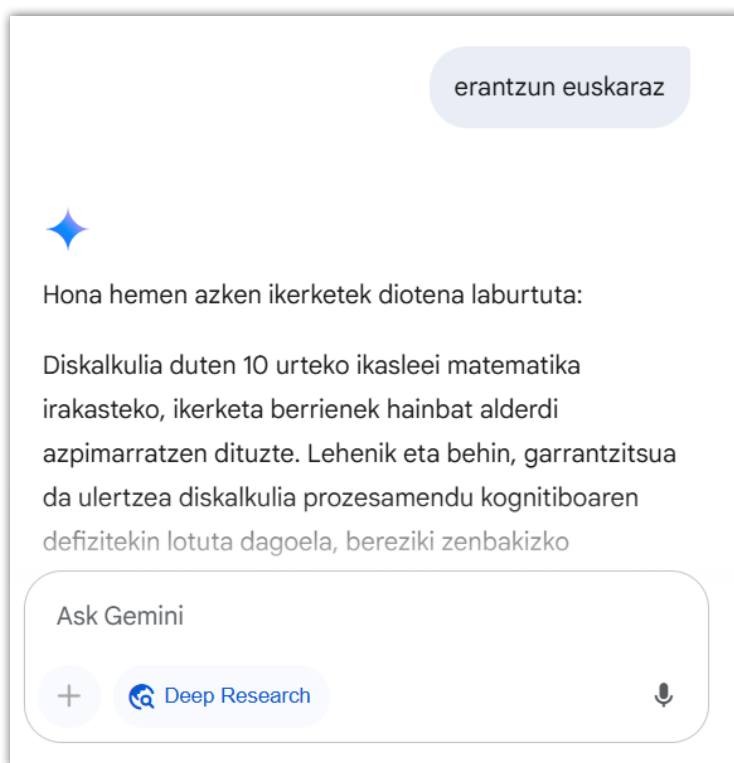 erantzun euskaraz
Hona hemen azken ikerketek diotena laburtuta:
Diskalkulia duten 10 urteko ikasleei matematika
irakasteko, ikerketa berrienek hainbat alderdi
azpimarratzen dituzte. Lehenik eta behin, garrantzitsua
da ulertzea diskalkulia prozesamendu kognitiboaren
defizitekin lotuta dagoela, bereziki zenbakizko
Ask Gemini
Deep Research